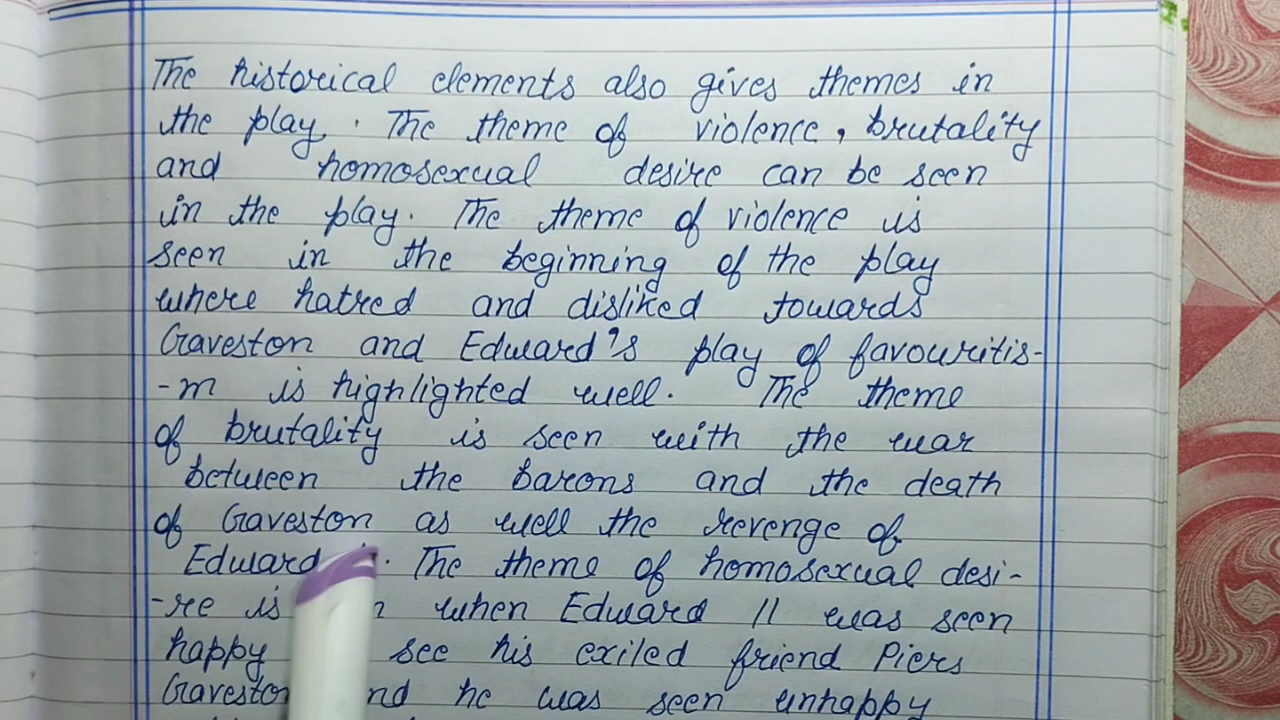 The historical elements also gives themes in
the play. The theme of violence, brutality
and homosexual desire can be seen
in the play. The theme of violence is
seen in the beginning of the play
where hatred and disliked towards
Gaveston and Edward's play of favouritis-
-m is highlighted well. The theme
of brutality is seen with the war
between the barons and the death
of Gaveston as well the revenge of
Edward . The theme of homosexual desi-
-re is when Edward II was seen
happy see his exiled friend Piers
he was seen unhappy